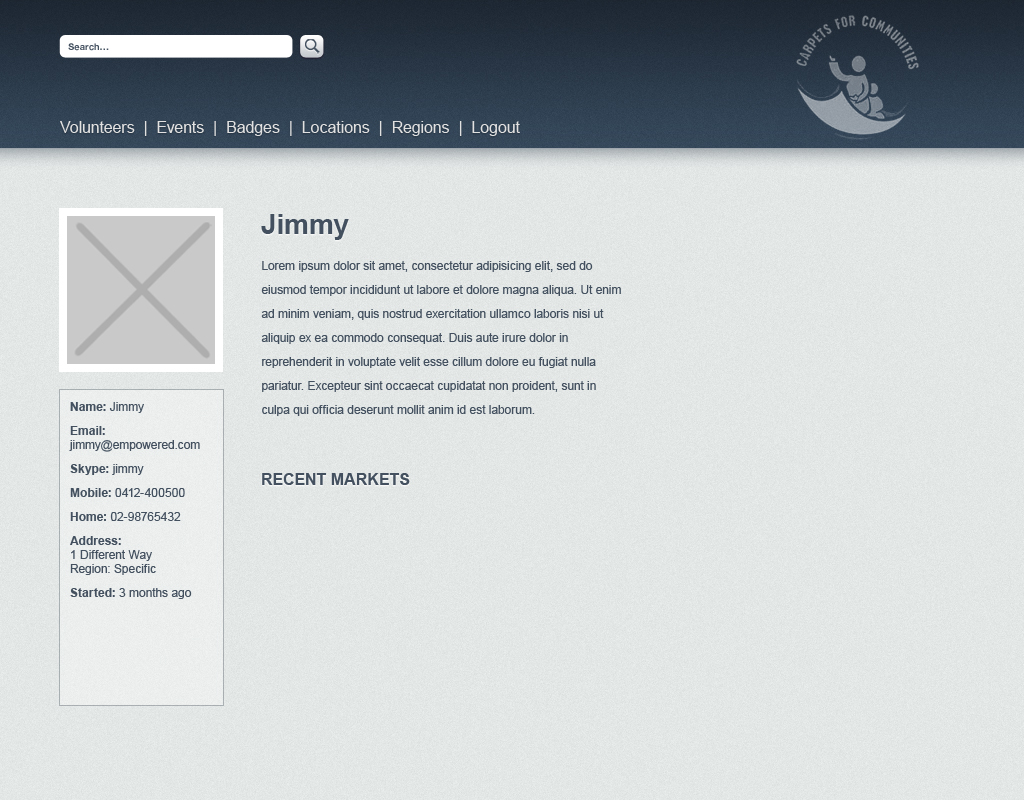 Search...
CARPETS FOR COMMUNITIES
Volunteers | Events | Badges | Locations | Regions | Logout
Jimmy
Lorem ipsum dolor sit amet, consectetur adipisicing elit, sed do
eiusmod tempor incididunt ut labore et dolore magna aliqua. Ut enim
ad minim veniam, quis nostrud exercitation ullamco laboris nisi ut
aliquip ex ea commodo consequat. Duis aute irure dolor in
reprehenderit in voluptate velit esse cillum dolore eu fugiat nulla
pariatur. Excepteur sint occaecat cupidatat non proident, sunt in
culpa qui officia deserunt mollit anim id est laborum.
Name: Jimmy
Email:
jimmy@empowered.com
Skype: jimmy
Mobile: 0412-400500
Home: 02-98765432
Address:
1 Different Way
Region: Specific
Started: 3 months ago
RECENT MARKETS